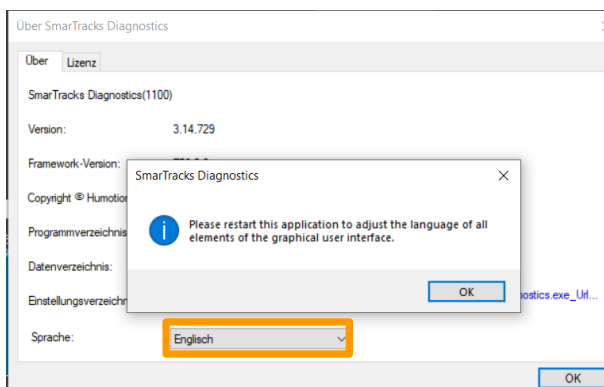 Über SmarTracks Diagnostics
Über
Lizenz
SmarTracks Diagnostics(1100)
Version:
3.14.729
Framework-Version:
Copyright © Humotion
Programmverzeichnis
Datenverzeichnis:
Einstellungsverzeichn
ostics.exe_Url...
Sprache:
Englisch
OK
SmarTracks Diagnostics
Please restart this application to adjust the language of all
elements of the graphical user interface.
OK